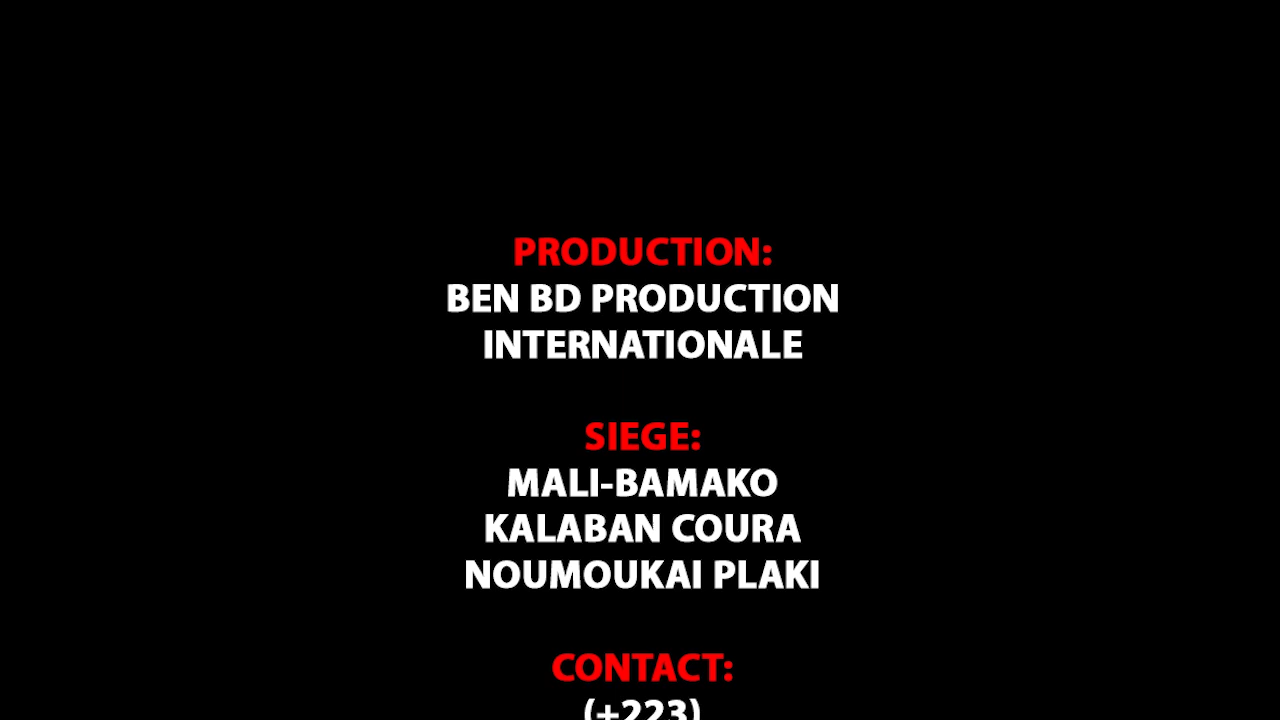 PRODUCTION:
BEN BD PRODUCTION
INTERNATIONALE
SIEGE:
MALI-BAMAKO
KALABAN COURA
NOUMOUKAI PLAKI
CONTACT:
(+223)